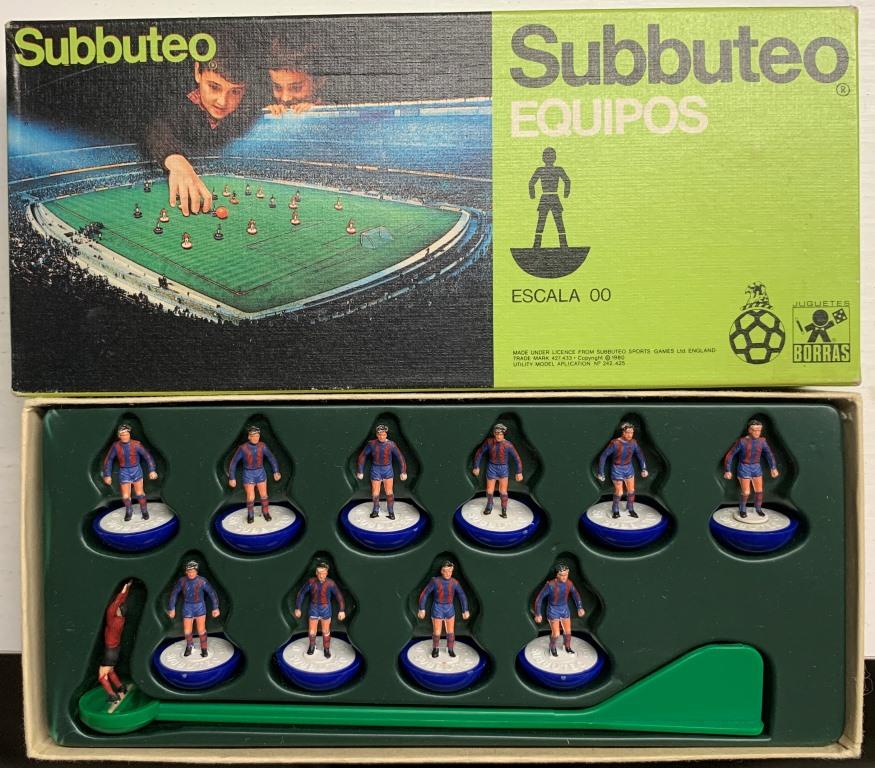 Subbuteo
Subbuteo ®
EQUIPOS
ESCALA 00
MADE UNDER LICENCE FROM SUBBUTEO SPORTS GAMES Ltd. ENGLAND
TRADE MARK 427.433 • Copyright © 1980
UTILITY MODEL APLICATION Nº 242.425
JUGUETES
BORRAS